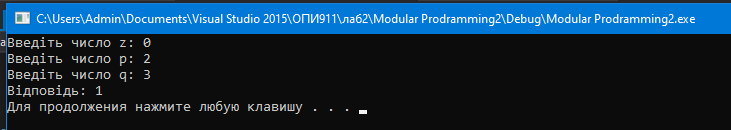 C:\Users\Admin\Documents\Visual Studio 2015\ОПИ911\ла62\Modular Prodramming2\Debug\Modular Prodramming2.exe
Введіть число z: 0
Введіть число p: 2
Введіть число q: 3
Відповідь: 1
Для продолжения нажмите любую клавишу . . .